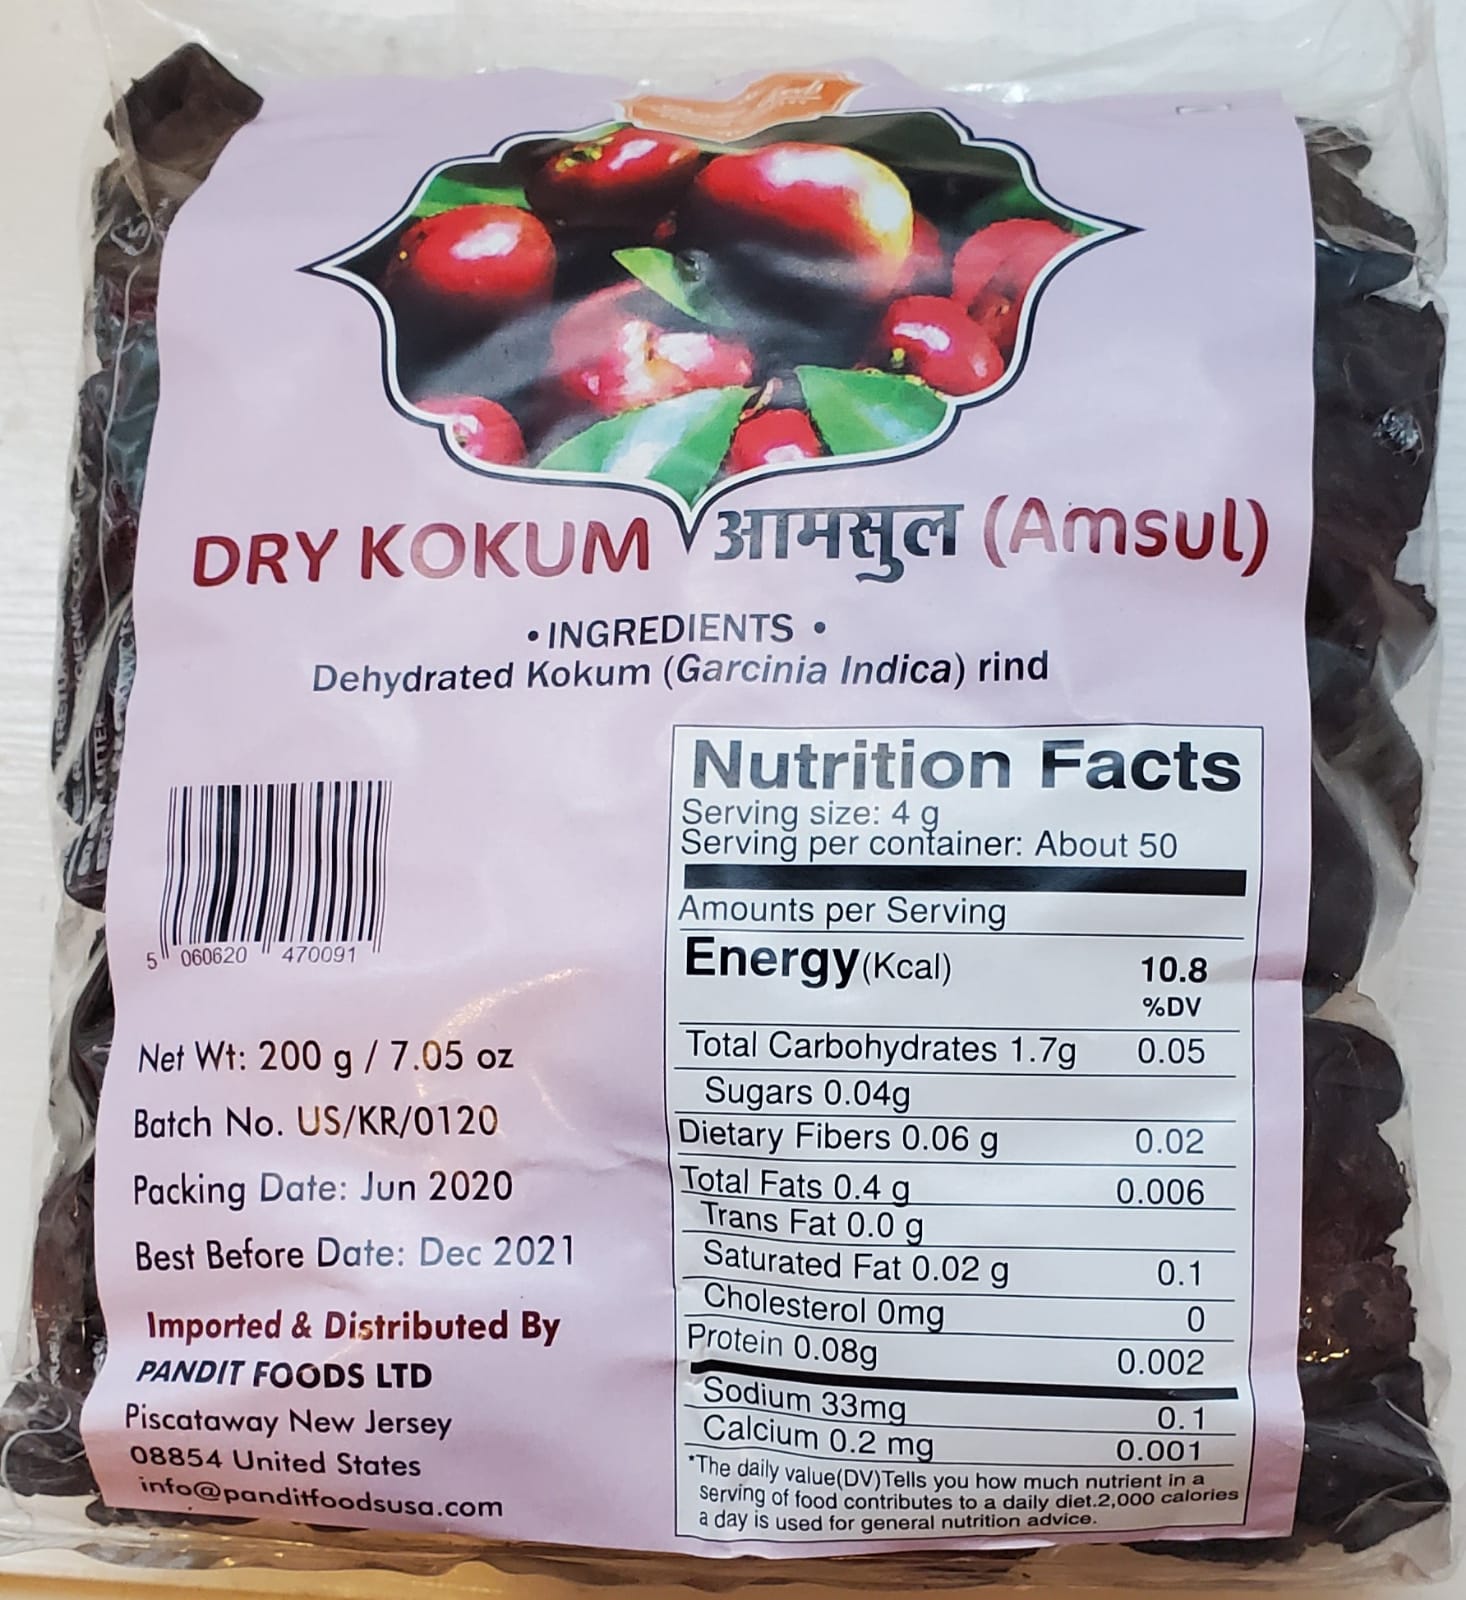 DRY KOKUM आमसुल (Amsul)
• INGREDIENTS •
Dehydrated Kokum (Garcinia Indica) rind
5 060620 470091
Net Wt: 200 g / 7.05 oz
Batch No. US/KR/0120
Packing Date: Jun 2020
Best Before Date: Dec 2021
Imported & Distributed By
PANDIT FOODS LTD
Piscataway New Jersey
08854 United States
info@panditfoodsusa.com
Nutrition Facts
Serving size: 4 g
Serving per container: About 50
Amounts per Serving
Energy(Kcal) 10.8
%DV
Total Carbohydrates 1.7g 0.05
Sugars 0.04g
Dietary Fibers 0.06 g 0.02
Total Fats 0.4 g 0.006
Trans Fat 0.0 g
Saturated Fat 0.02 g 0.1
Cholesterol 0mg 0
Protein 0.08g 0.002
Sodium 33mg 0.1
Calcium 0.2 mg 0.001
*The daily value(DV)Tells you how much nutrient in a
serving of food contributes to a daily diet.2,000 calories
a day is used for general nutrition advice.